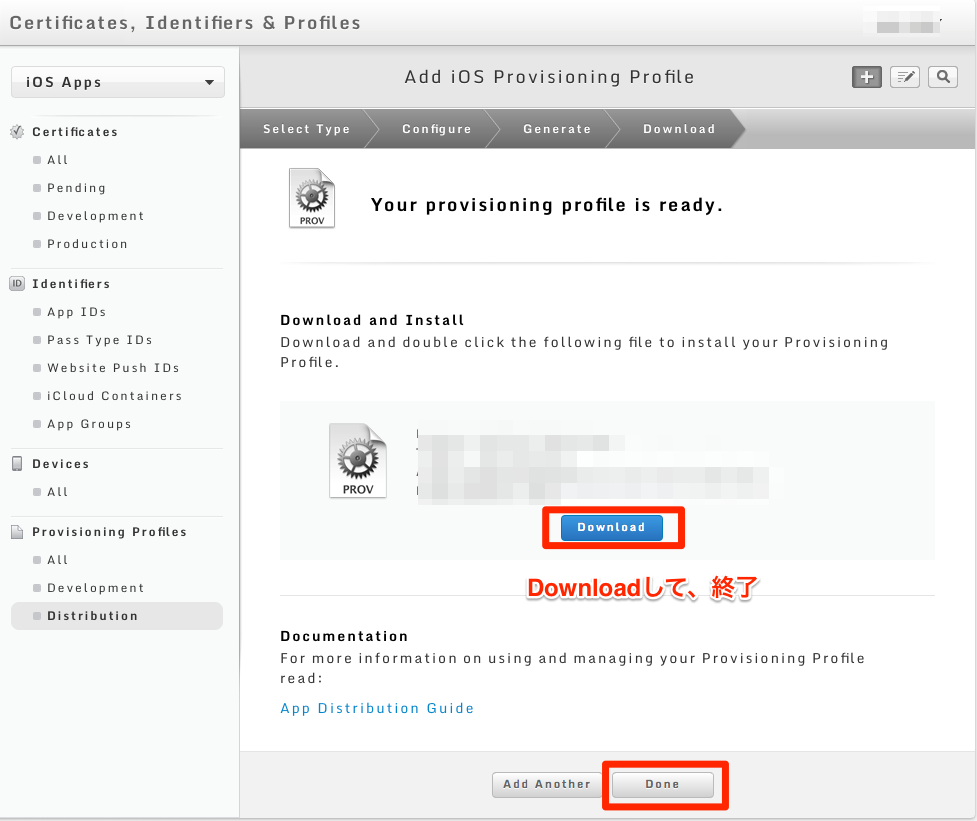 Certificates, Identifiers & Profiles
iOS Apps
Add iOS Provisioning Profile
Select Type
Configure
Generate
Download
Certificates
All
Pending
Development
Production
ID
Identifiers
App IDs
Pass Type IDs
Website Push IDs
iCloud Containers
App Groups
Devices
All
Provisioning Profiles
All
Development
Distribution
PROV
Your provisioning profile is ready.
Download and Install
Download and double click the following file to install your Provisioning
Profile.
PROV
Download
Downloadして、終了
Documentation
For more information on using and managing your Provisioning Profile
read:
App Distribution Guide
Add Another
Done